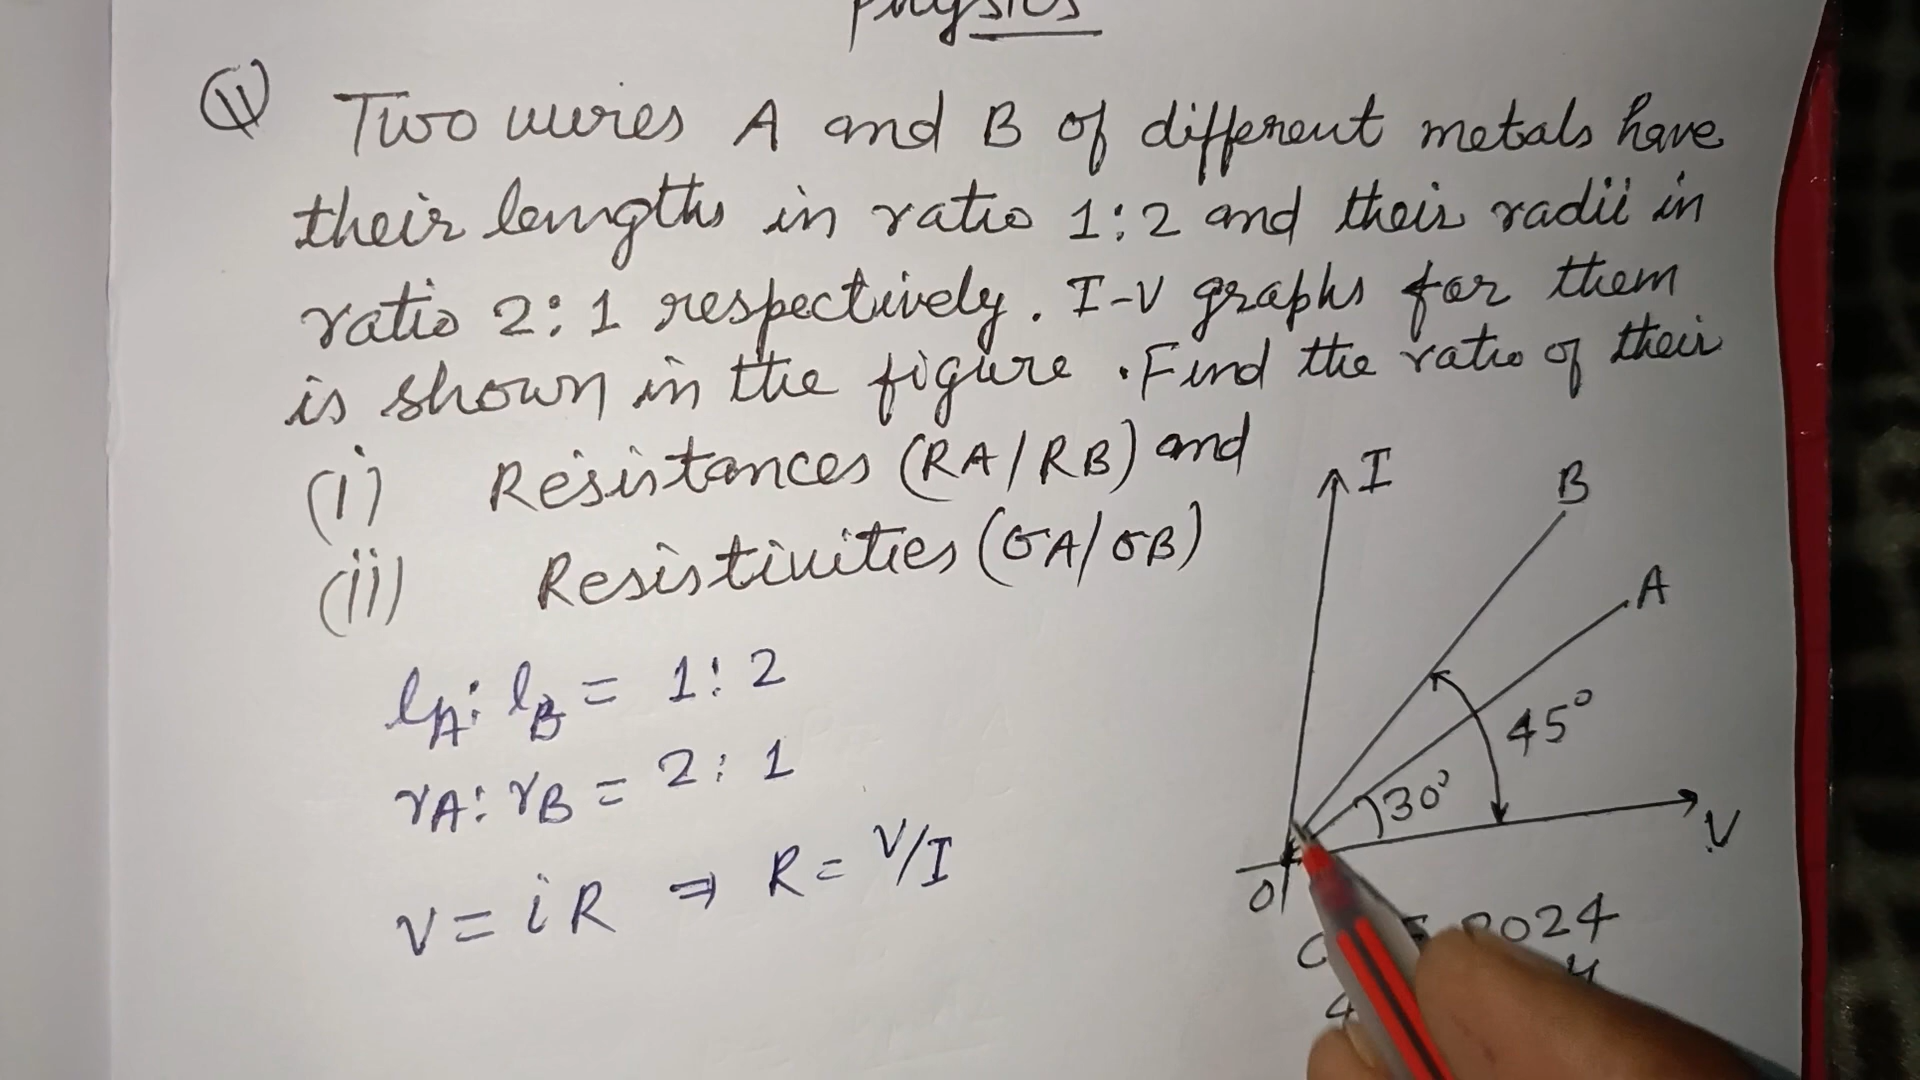 Physics
Q Two wires A and B of different metals have
their lengths in ratio 1:2 and their radii in
ratio 2:1 respectively. I-V graphs for them
is shown in the figure. Find the ratio of their
(i) Resistances (RA/RB) and
(ii) Resistivities (σA/σB)
lA: lB = 1:2
rA: rB = 2:1
V = iR ⇒ R = V/I
I
B
A
45°
30°
V
O
2024
4